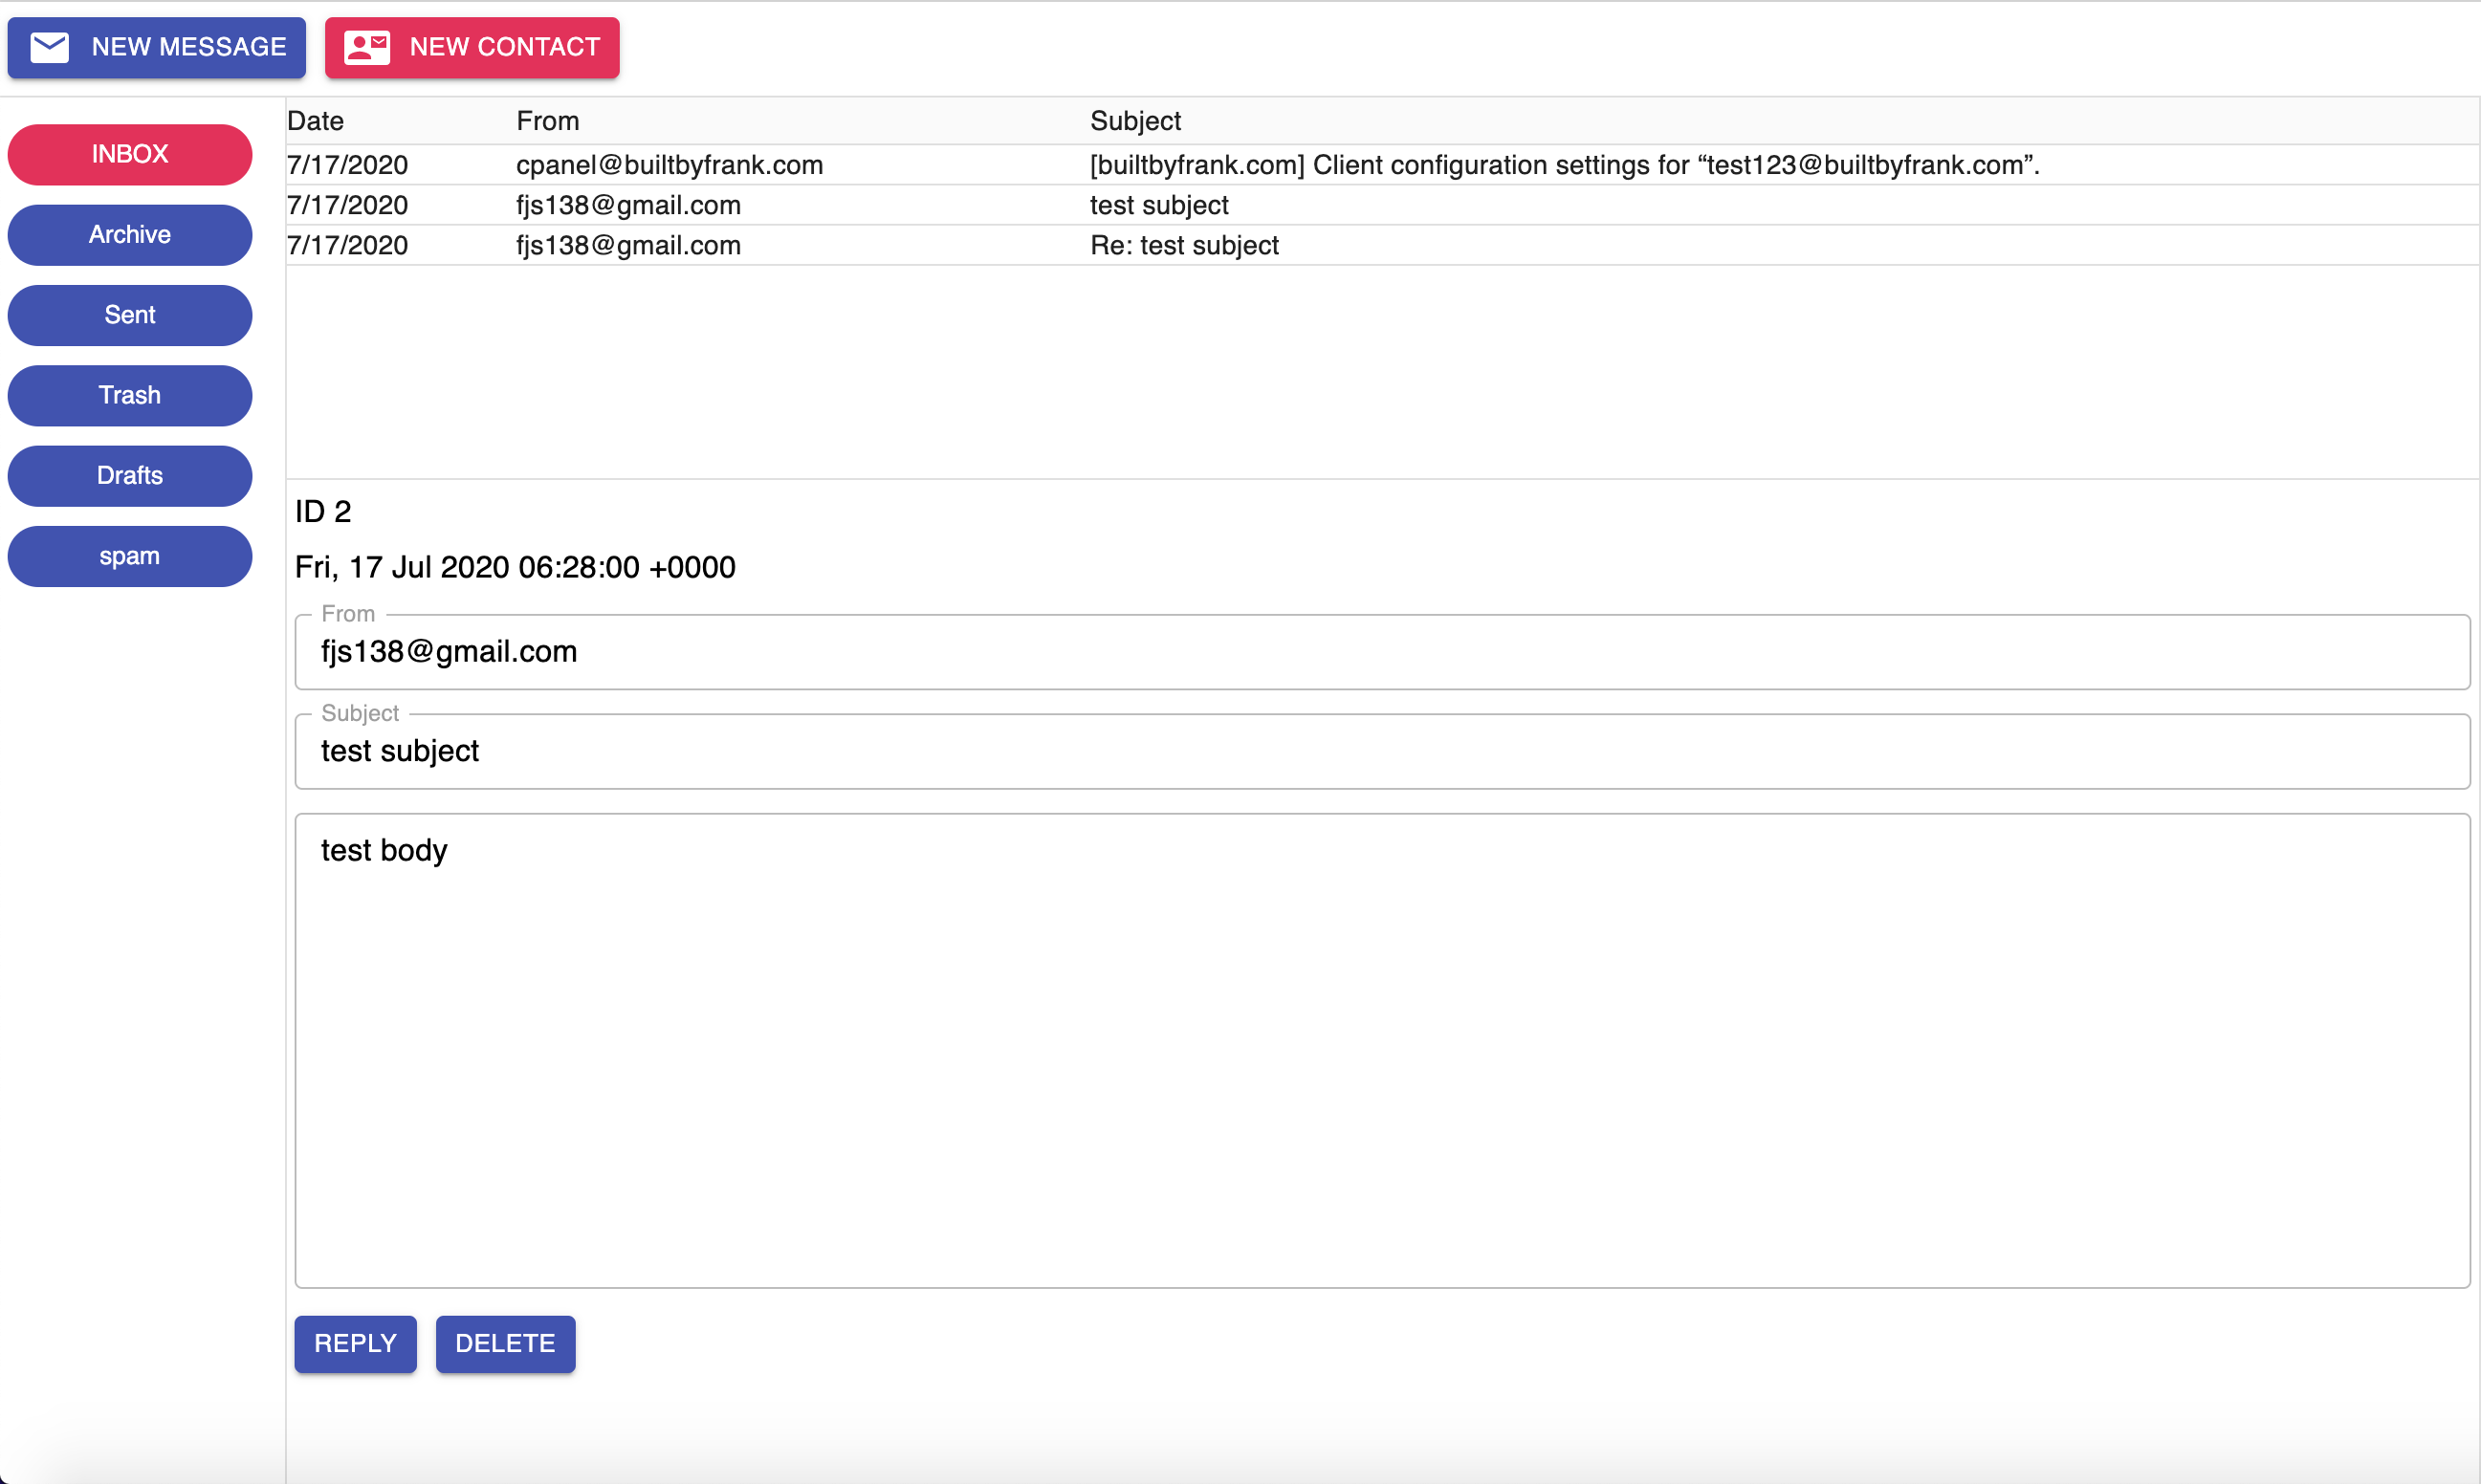 NEW MESSAGE NEW CONTACT
INBOX
Archive
Sent
Trash
Drafts
spam
Date From Subject
7/17/2020 cpanel@builtbyfrank.com [builtbyfrank.com] Client configuration settings for “test123@builtbyfrank.com”.
7/17/2020 fjs138@gmail.com test subject
7/17/2020 fjs138@gmail.com Re: test subject
ID 2
Fri, 17 Jul 2020 06:28:00 +0000
From
fjs138@gmail.com
Subject
test subject
test body
REPLY DELETE